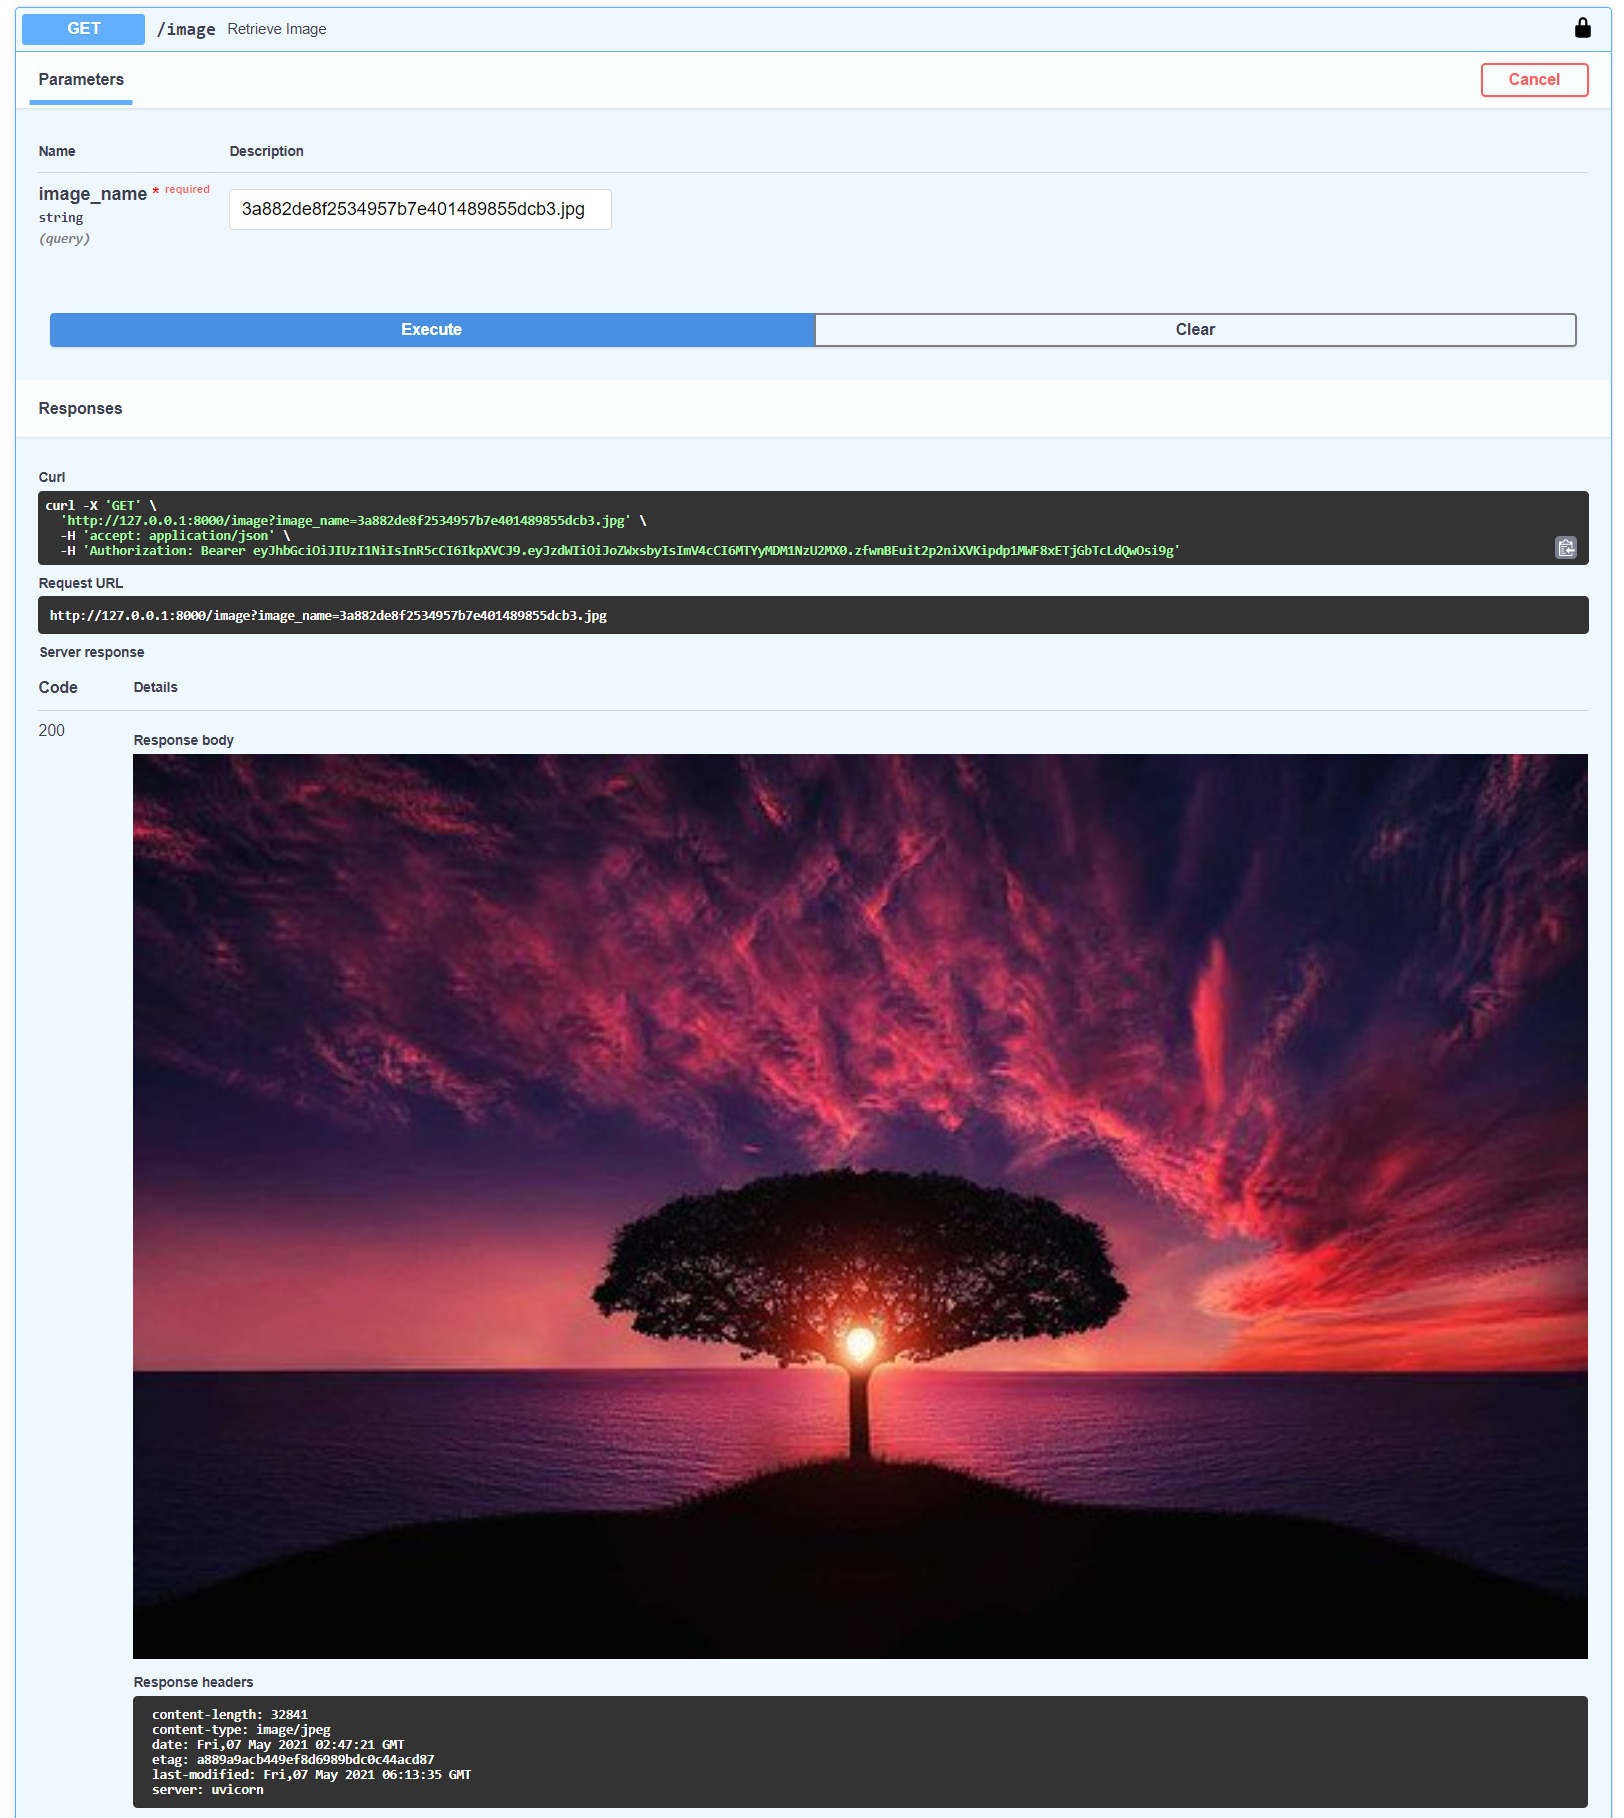 GET /image Retrieve Image
Parameters
Cancel
Name Description
image_name * required
string
(query)
3a882de8f2534957b7e401489855dcb3.jpg
Execute Clear
Responses
Curl
curl -X 'GET' \
'http://127.0.0.1:8000/image?image_name=3a882de8f2534957b7e401489855dcb3.jpg' \
-H 'accept: application/json' \
-H 'Authorization: Bearer eyJhbGciOiJIUzI1NiIsInR5cCI6IkpXVCJ9.eyJzdWIiOiJoZWxsbyIsImV4cCI6MTYyMDM1NzU2MX0.zfwnBEuit2p2niXVKipdp1MWF8xETjGbTcLdQwOsi9g'
Request URL
http://127.0.0.1:8000/image?image_name=3a882de8f2534957b7e401489855dcb3.jpg
Server response
Code Details
200
Response body
Response headers
content-length: 32841
content-type: image/jpeg
date: Fri,07 May 2021 02:47:21 GMT
etag: a889a9acb449ef8d6989bdc0c44acd87
last-modified: Fri,07 May 2021 06:13:35 GMT
server: uvicorn